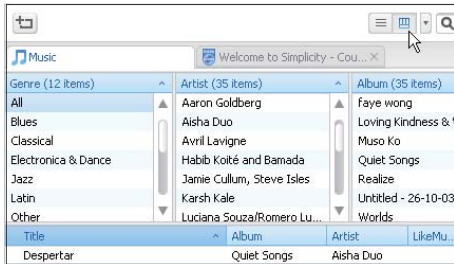 Music
Welcome to Simplicity - Cou...
Genre (12 items)
Artist (35 items)
Album (35 items)
All
Aaron Goldberg
faye wong
Blues
Aisha Duo
Loving Kindness &
Classical
Avril Lavigne
Muso Ko
Electronica & Dance
Habib Koité and Bamada
Quiet Songs
Jazz
Jamie Cullum, Steve Isles
Realize
Latin
Karsh Kale
Untitled - 26-10-03
Other
Luciana Souza/Romero Lu...
Worlds
Title
Album
Artist
LikeMu...
Despertar
Quiet Songs
Aisha Duo